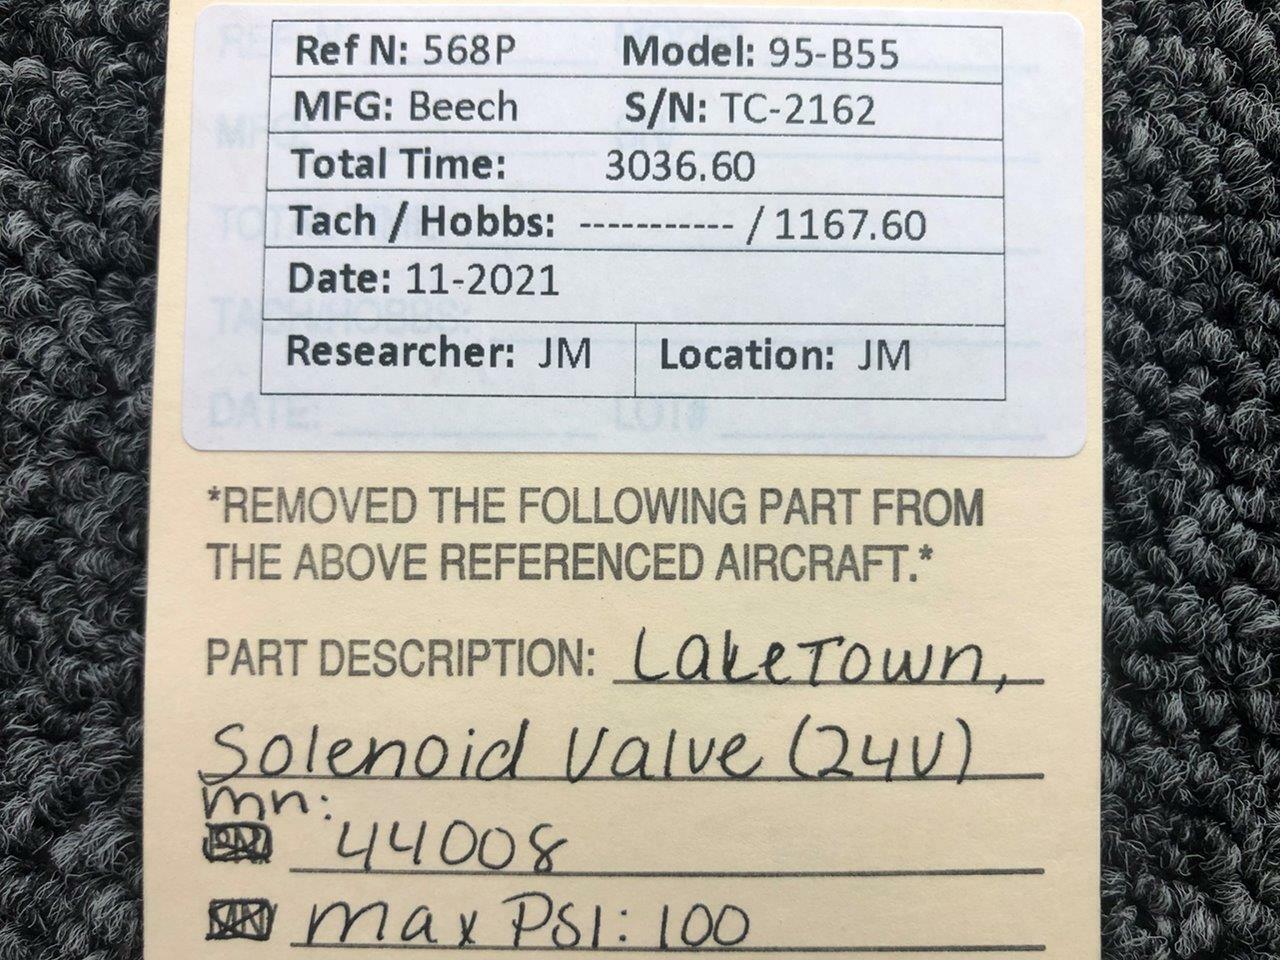 Ref N: 568P Model: 95-B55
MFG: Beech S/N: TC-2162
Total Time: 3036.60
Tach / Hobbs: ----------- / 1167.60
Date: 11-2021
Researcher: JM Location: JM
DATE: LOT#
*REMOVED THE FOLLOWING PART FROM
THE ABOVE REFERENCED AIRCRAFT.*
PART DESCRIPTION: LakeTown,
Solenoid Valve (24V)
mn:
44008
max PSI: 100